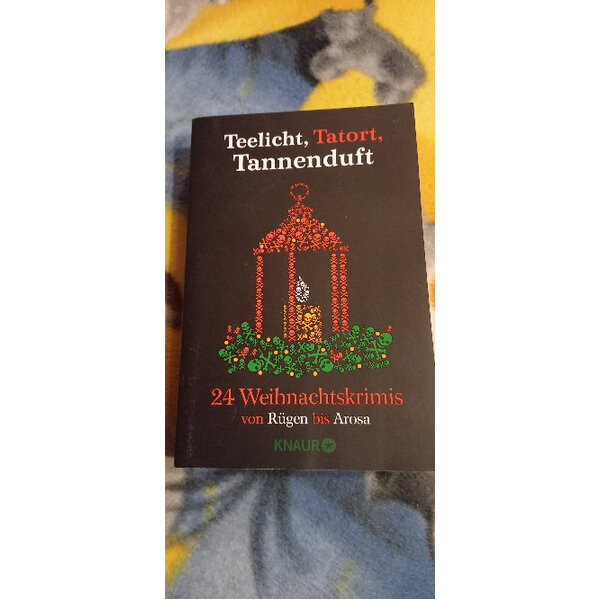 Teelicht, Tatort,
Tannenduft
24 Weihnachtskrimis
von Rügen bis Arosa
KNAUR